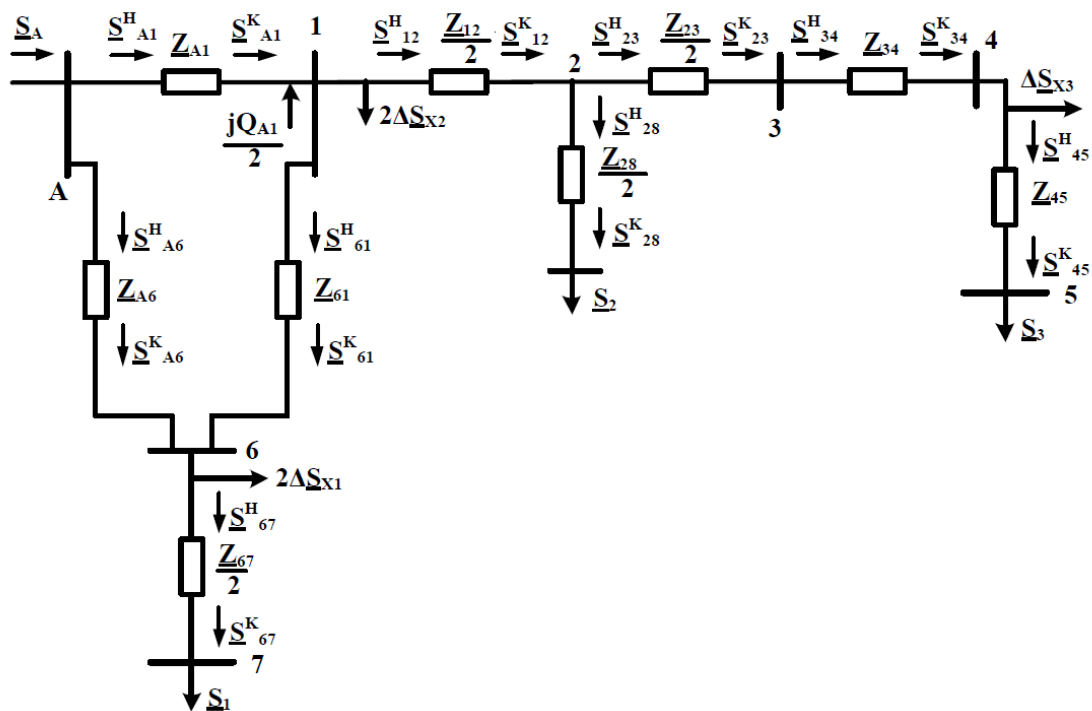 S_A
S^H_A1
Z_A1
S^K_A1
1
S^H_12
Z_12
2
S^K_12
2
S^H_23
Z_23
2
S^K_23
S^H_34
Z_34
S^K_34
4
jQ_A1
2
2ΔS_X2
3
ΔS_X3
A
S^H_28
Z_28
2
S^K_28
S_2
S^H_45
Z_45
S^K_45
5
S_3
S^H_A6
Z_A6
S^K_A6
S^H_61
Z_61
S^K_61
6
2ΔS_X1
S^H_67
Z_67
2
S^K_67
7
S_1